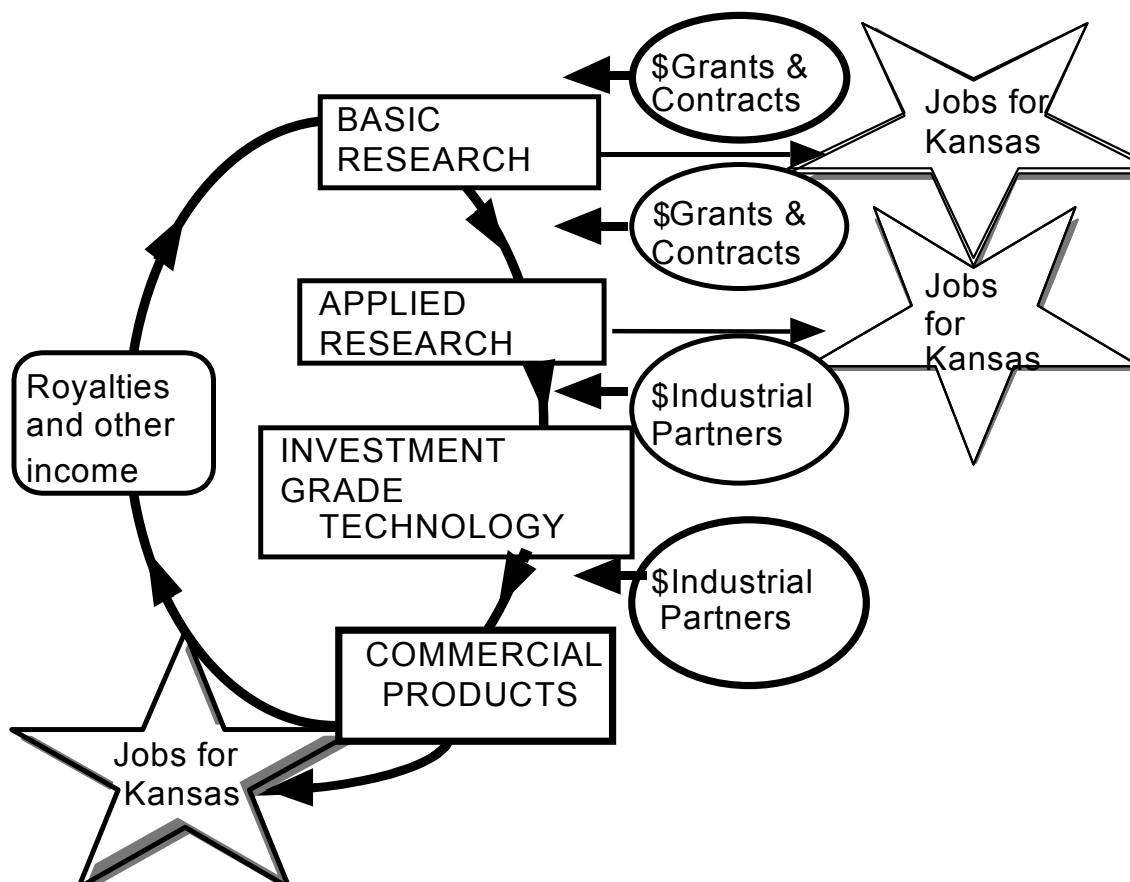 $Grants &
Contracts
Jobs for
Kansas
BASIC
RESEARCH
$Grants &
Contracts
Jobs
for
Kansas
APPLIED
RESEARCH
Royalties
and other
income
$Industrial
Partners
INVESTMENT
GRADE
TECHNOLOGY
$Industrial
Partners
COMMERCIAL
PRODUCTS
Jobs for
Kansas